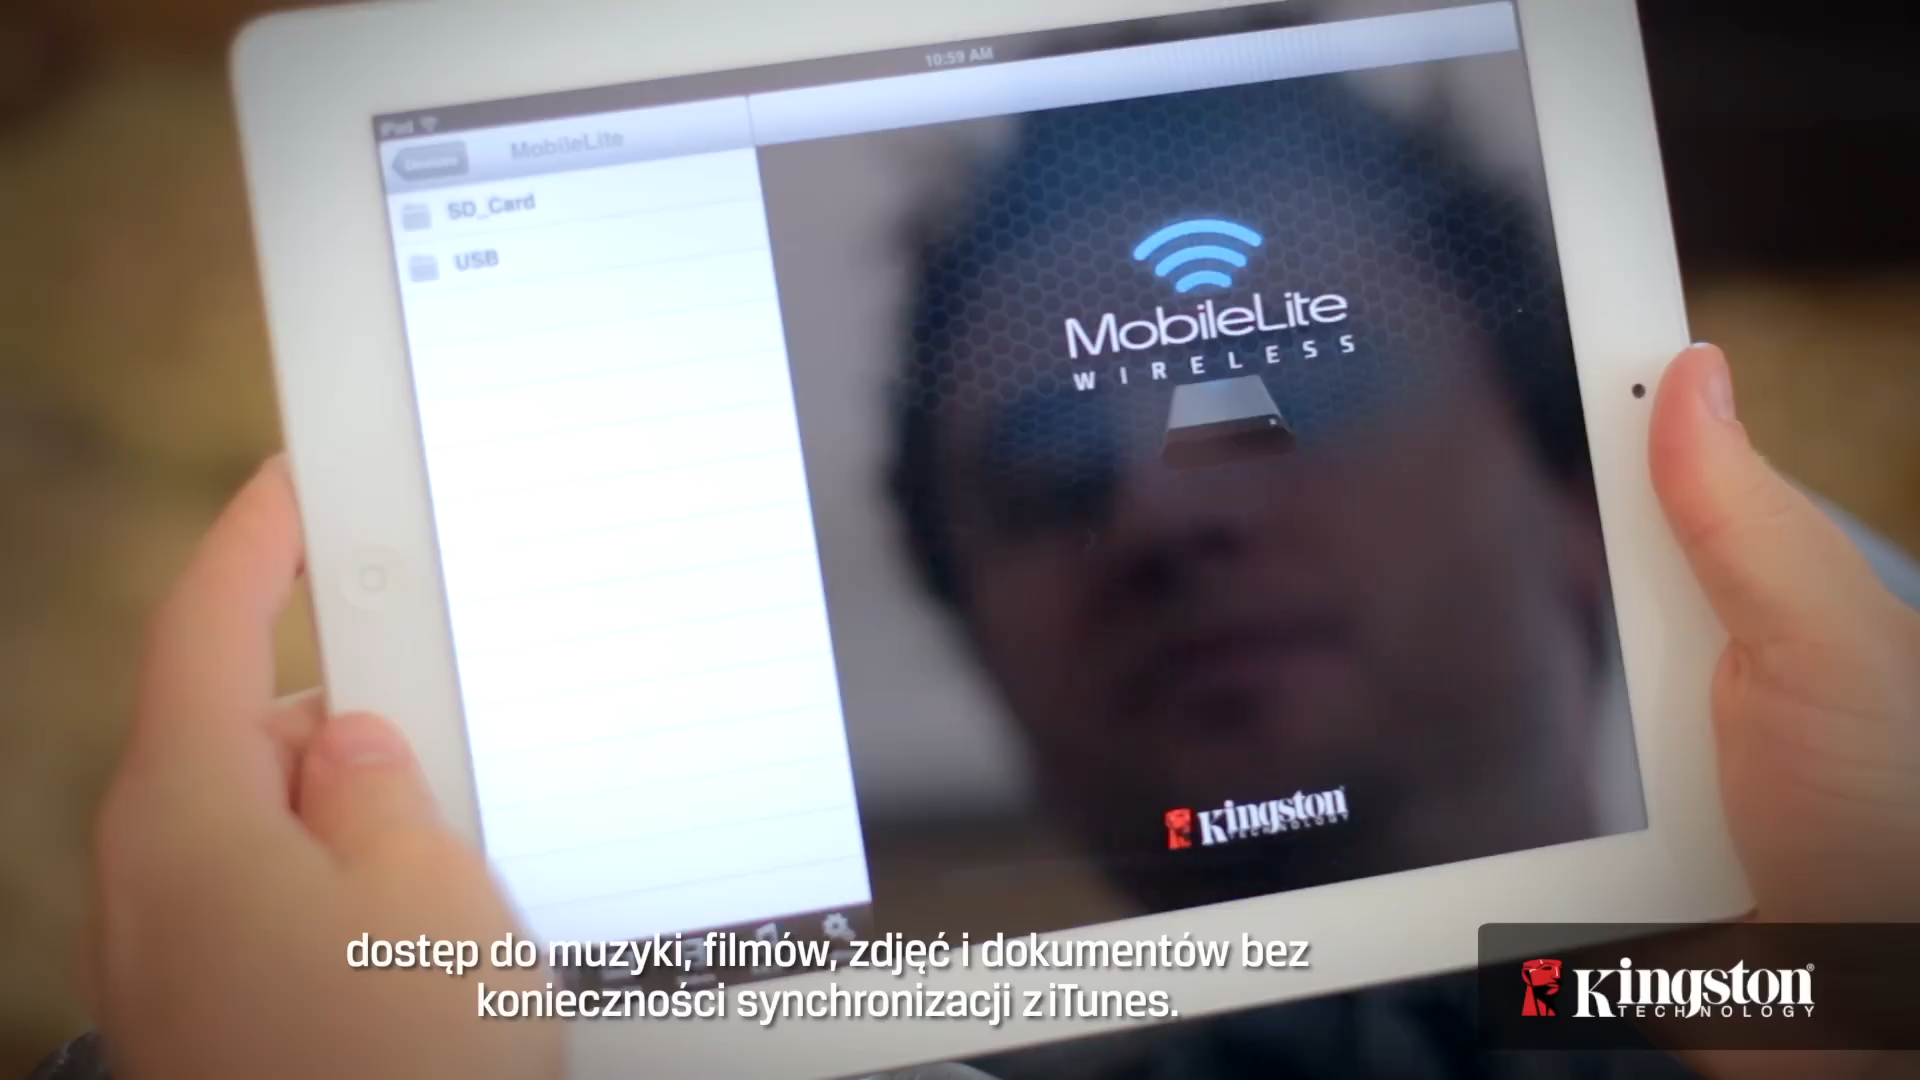 10:59 AM
iPad
MobileLite
SD_Card
USB
MobileLite
WIRELESS
Kingston
TECHNOLOGY
dostęp do muzyki, filmów, zdjęć i dokumentów bez
konieczności synchronizacji z iTunes.
Kingston®
TECHNOLOGY